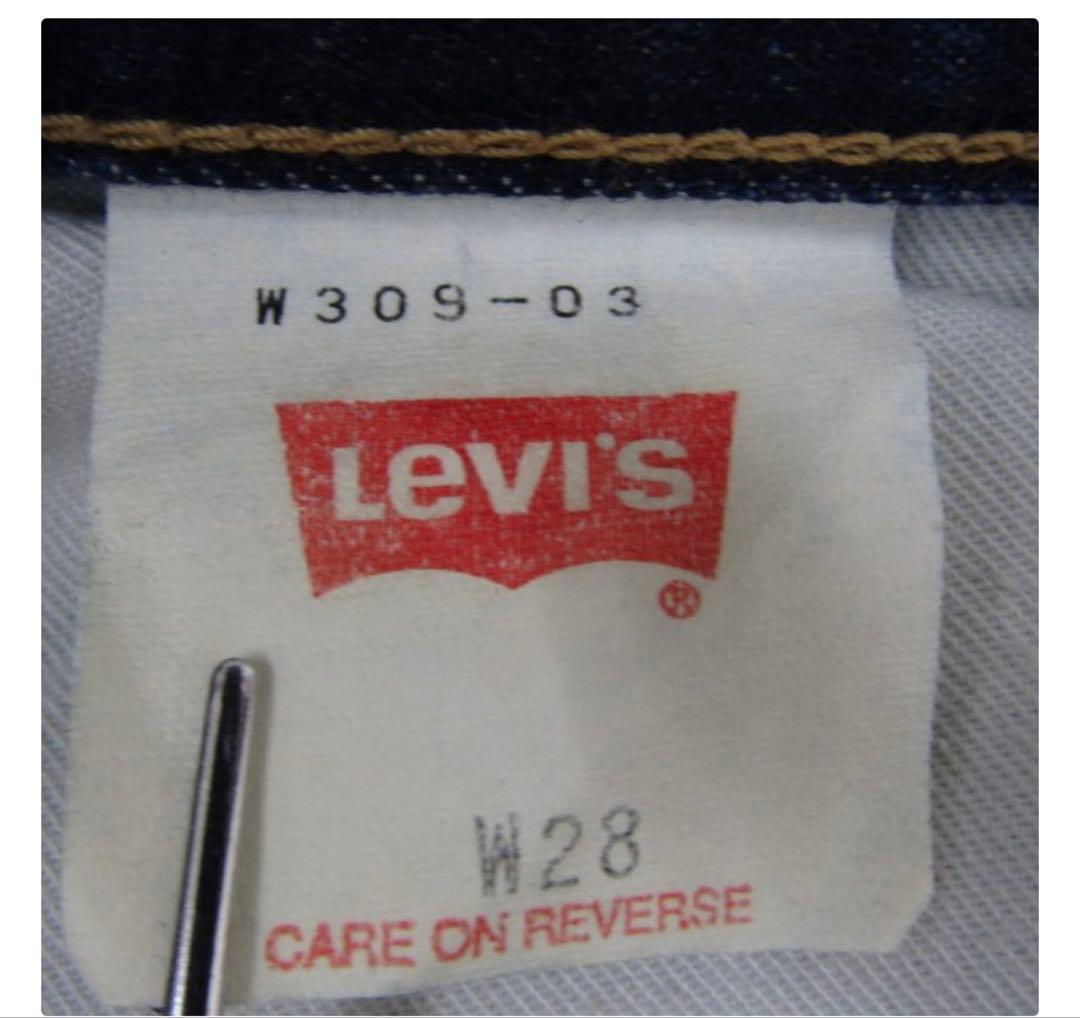 W309-03
Levi's
®
W28
CARE ON REVERSE